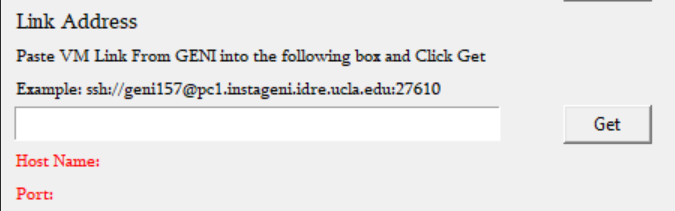 Link Address
Paste VM Link From GENI into the following box and Click Get
Example: ssh://geni157@pc1.instageni.idre.ucla.edu:27610
Get
Host Name:
Port: